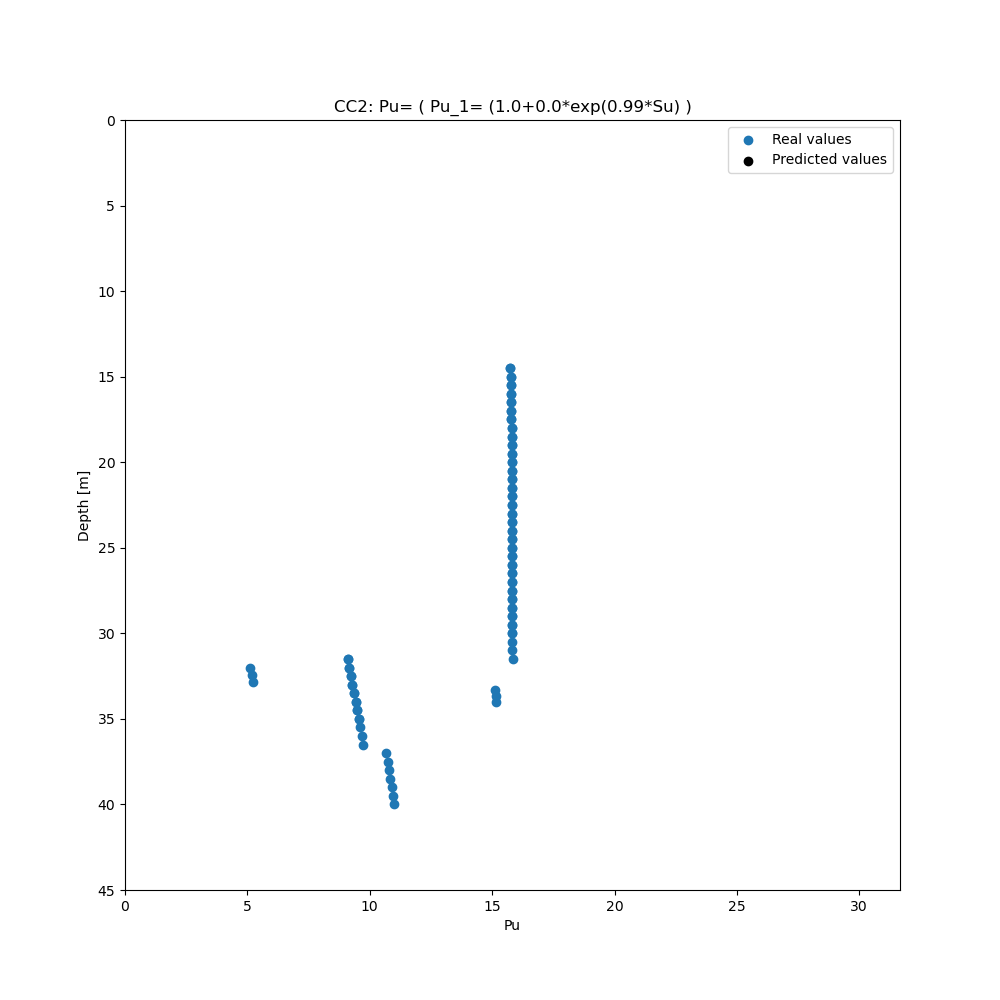 CC2: Pu= ( Pu_1= (1.0+0.0*exp(0.99*Su) )
Real values
Predicted values
0
5
10
15
20
25
30
35
40
45
Depth [m]
0 5 10 15 20 25 30
Pu